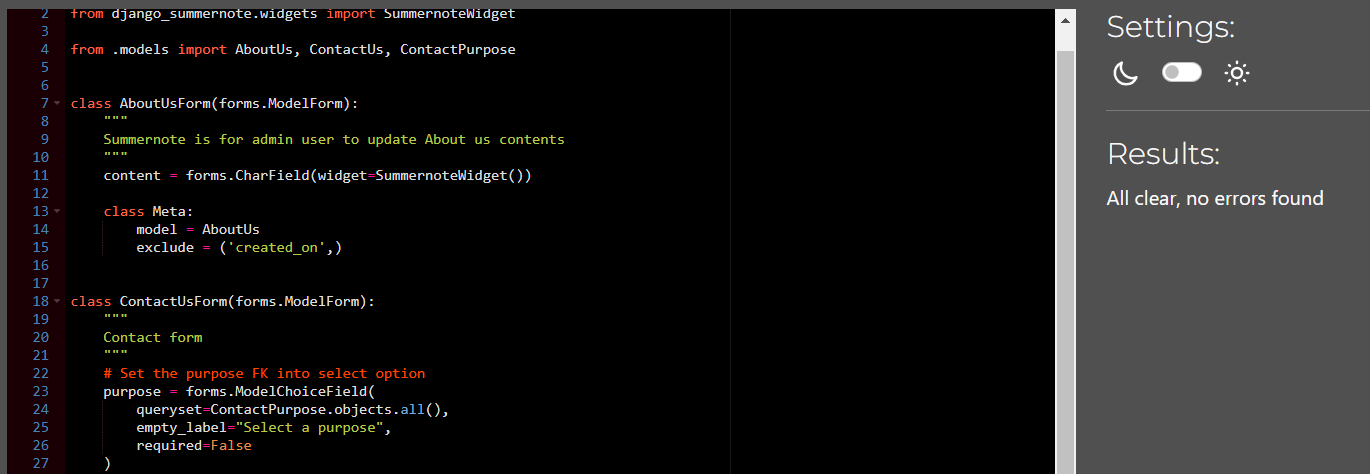 2 from django_summernote.widgets import SummernoteWidget
3
4 from .models import AboutUs, ContactUs, ContactPurpose
5
6
7 class AboutUsForm(forms.ModelForm):
8     """
9     Summernote is for admin user to update About us contents
10     """
11     content = forms.CharField(widget=SummernoteWidget())
12
13     class Meta:
14         model = AboutUs
15         exclude = ('created_on',)
16
17
18 class ContactUsForm(forms.ModelForm):
19     """
20     Contact form
21     """
22     # Set the purpose FK into select option
23     purpose = forms.ModelChoiceField(
24         queryset=ContactPurpose.objects.all(),
25         empty_label="Select a purpose",
26         required=False
27     )
Settings:
Results:
All clear, no errors found